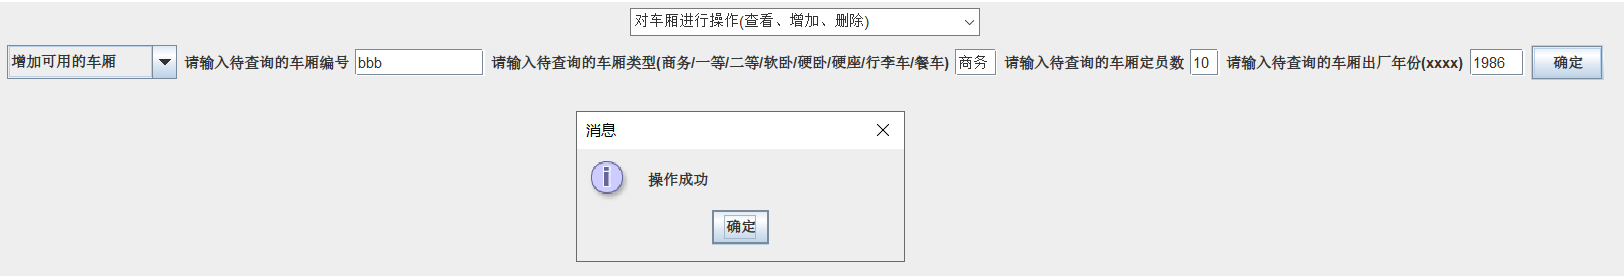 对车厢进行操作(查看、增加、删除)
增加可用的车厢 请输入待查询的车厢编号 bbb 请输入待查询的车厢类型(商务/一等/二等/软卧/硬卧/硬座/行李车/餐车) 商务 请输入待查询的车厢定员数 10 请输入待查询的车厢出厂年份(xxxx) 1986 确定
消息
操作成功
确定